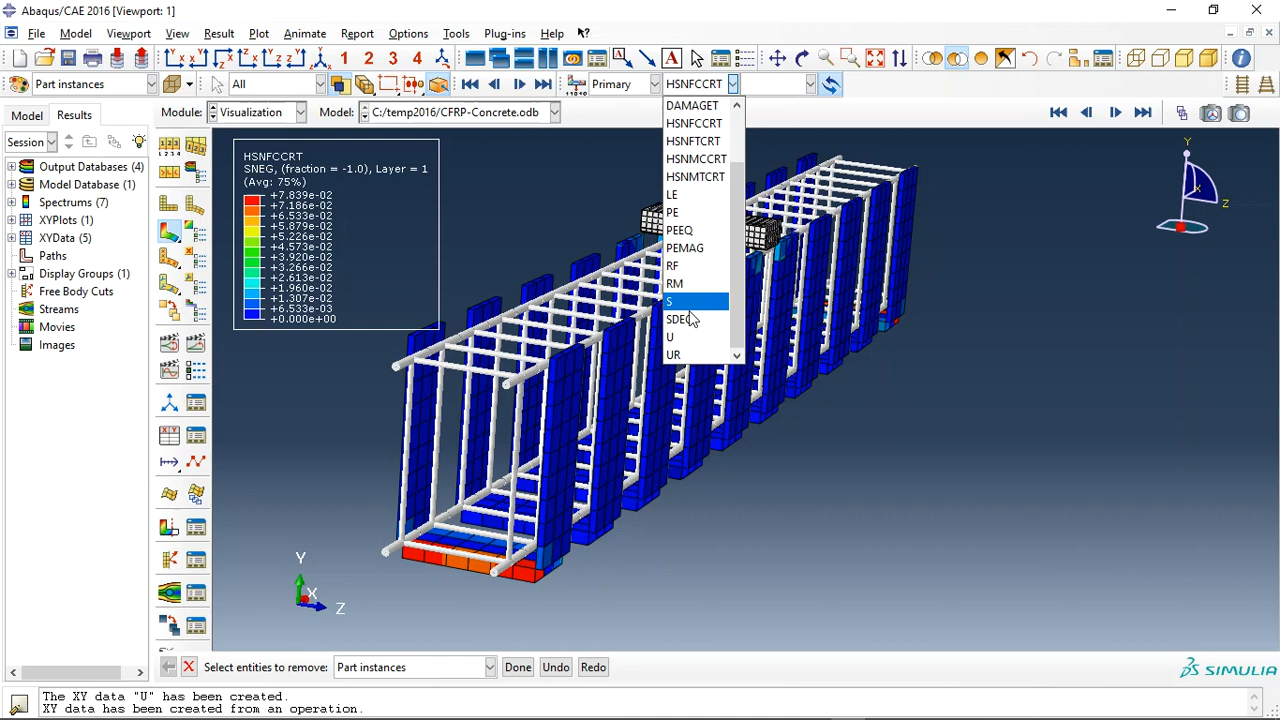 Abaqus/CAE 2016 [Viewport: 1]
File Model Viewport View Result Plot Animate Report Options Tools Plug-ins Help
1 2 3 4
Part instances All Primary HSNFCCRT
Model Results Module: Visualization Model: C:/temp2016/CFRP-Concrete.odb
Session
Output Databases (4)
Model Database (1)
Spectrums (7)
XYPlots (1)
XYData (5)
Paths
Display Groups (1)
Free Body Cuts
Streams
Movies
Images
HSNFCCRT
SNEG, (fraction = -1.0), Layer = 1
(Avg: 75%)
+7.839e-02
+7.186e-02
+6.533e-02
+5.879e-02
+5.226e-02
+4.573e-02
+3.920e-02
+3.266e-02
+2.613e-02
+1.960e-02
+1.307e-02
+6.533e-03
+0.000e+00
DAMAGET
HSNFCCRT
HSNFTCRT
HSNMCCRT
HSNMTCRT
LE
PE
PEEQ
PEMAG
RF
RM
S
U
UR
Y
X
Z
Y
X
Z
Select entities to remove: Part instances Done Undo Redo
SIMULIA
The XY data "U" has been created.
XY data has been created from an operation.